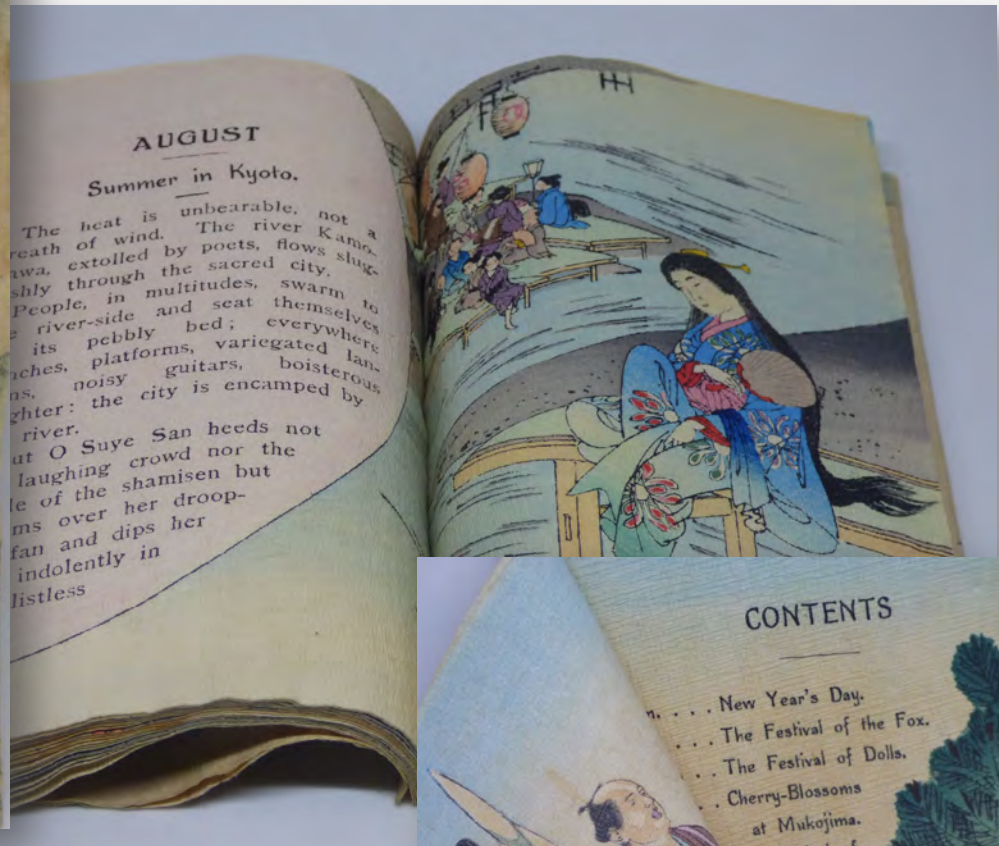 AUGUST
Summer in Kyoto.
The heat is unbearable, not a
reath of wind. The river Kamo-
awa, extolled by poets, flows slug-
shly through the sacred city.
People, in multitudes, swarm to
e river-side and seat themselves
its pebbly bed; everywhere
nches, platforms, variegated lan-
ns, noisy guitars, boisterous
ghter: the city is encamped by
river.
ut O Suye San heeds not
laughing crowd nor the
le of the shamisen but
ms over her droop-
fan and dips her
indolently in
listless
CONTENTS
n. . . . New Year's Day.
. . . The Festival of the Fox.
. . . The Festival of Dolls.
. . Cherry-Blossoms
at Mukojima.